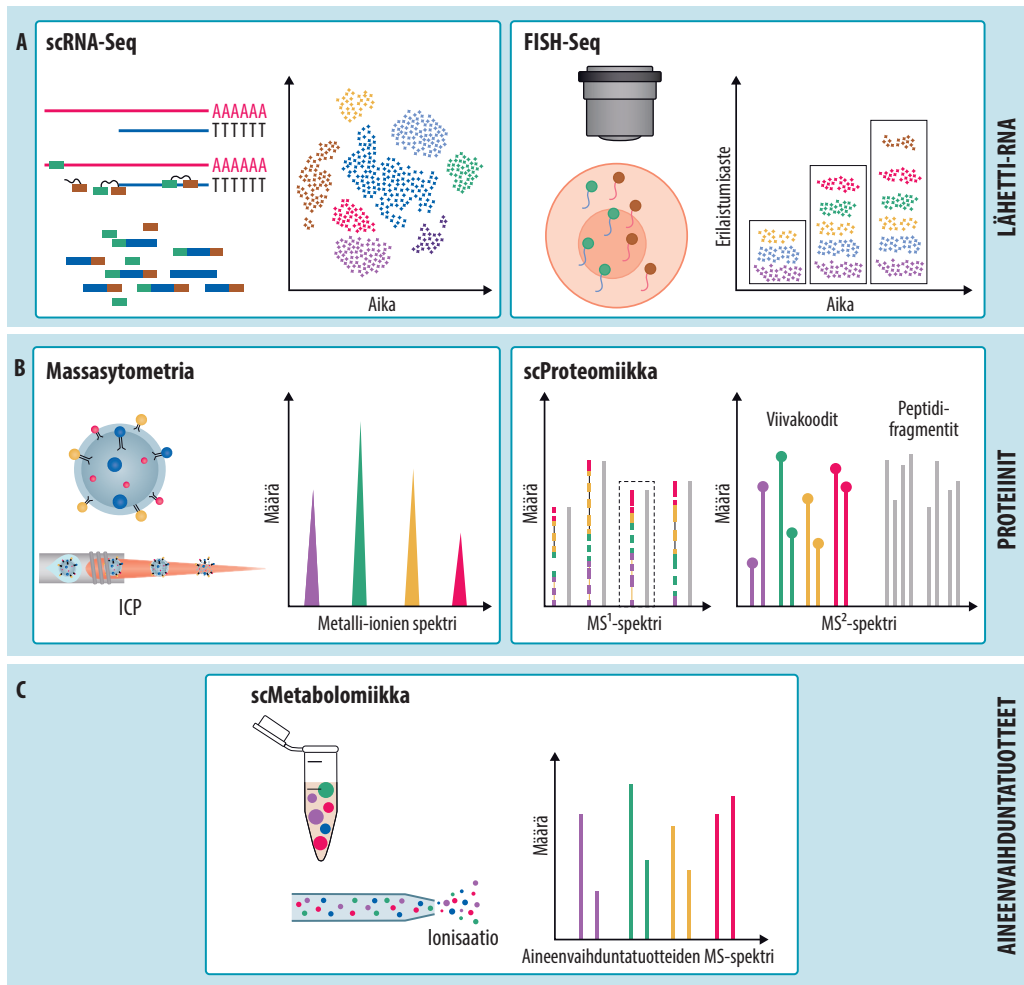 A
scRNA-Seq
AAAAAA
TTTTTT
AAAAAA
TTTTTT
Aika
FISH-Seq
Erilaistumisaste
Aika
LÄHETTI-RNA
B
Massasytometria
ICP
Määrä
Metalli-ionien spektri
scProteomiikka
Määrä
MS¹-spektri
Määrä
Viivakoodit
Peptidi-
fragmentit
MS²-spektri
PROTEIINIT
C
scMetabolomiikka
Ionisaatio
Määrä
Aineenvaihduntatuotteiden MS-spektri
AINEENVAIHDUNTATUOTTEET